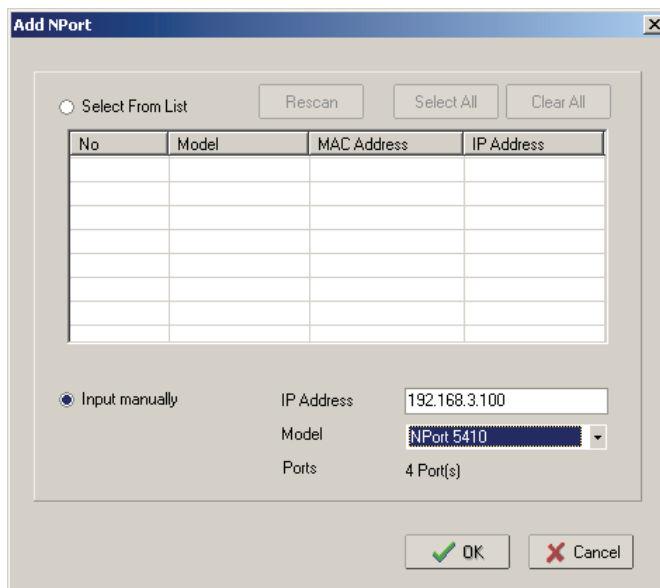 Add NPort
Select From List Rescan Select All Clear All
No Model MAC Address IP Address
Input manually IP Address 192.168.3.100
Model NPort 5410
Ports 4 Port(s)
OK Cancel